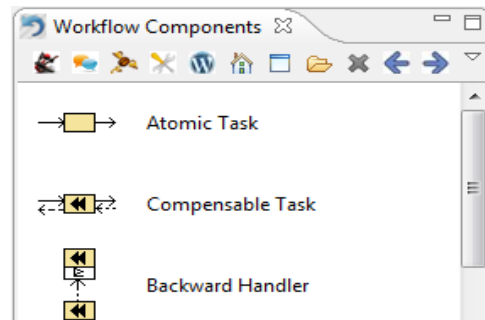 Workflow Components
Atomic Task
Compensable Task
Backward Handler